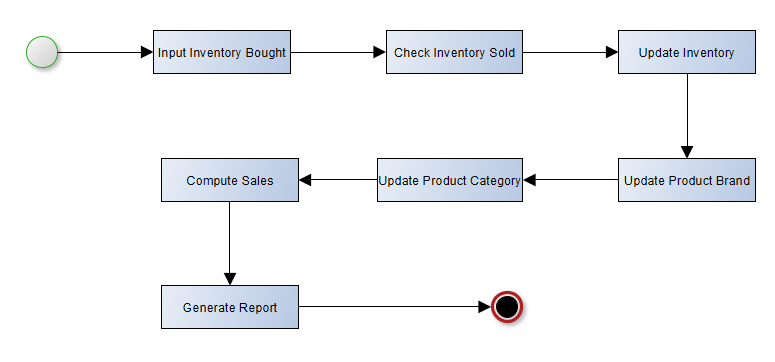 Input Inventory Bought
Check Inventory Sold
Update Inventory
Update Product Brand
Update Product Category
Compute Sales
Generate Report